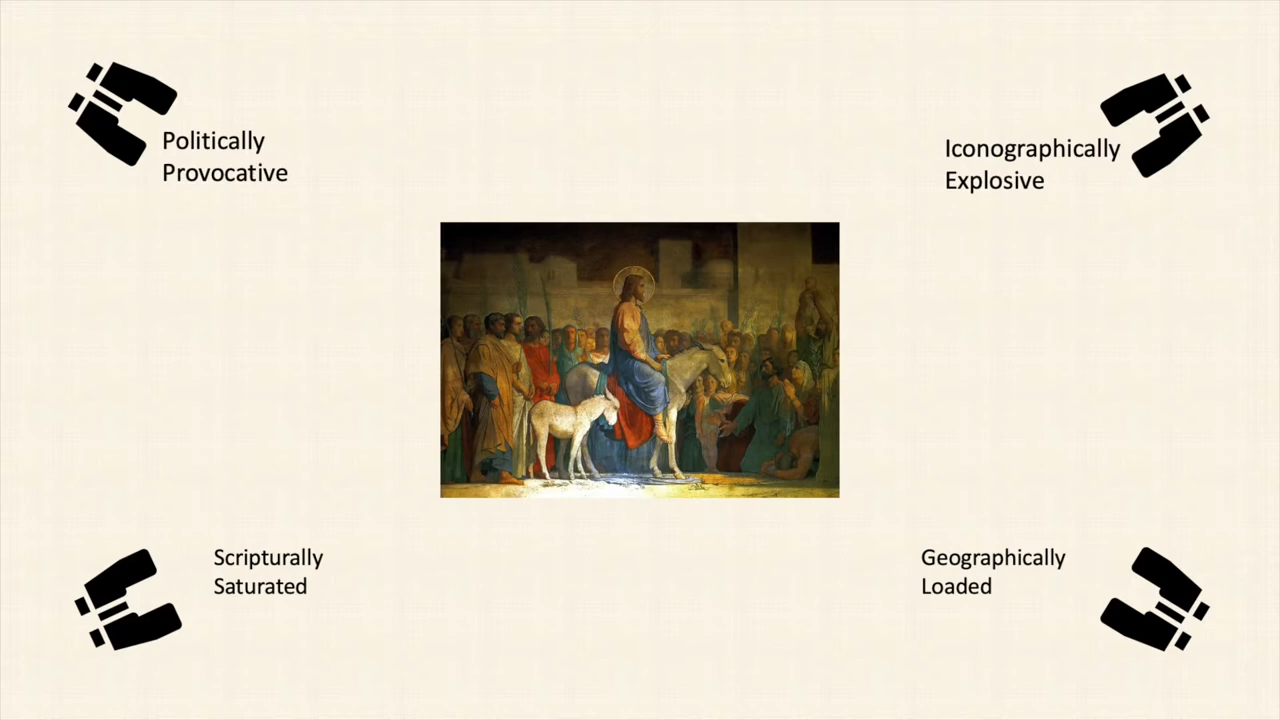 Politically
Provocative
Iconographically
Explosive
Scripturally
Saturated
Geographically
Loaded